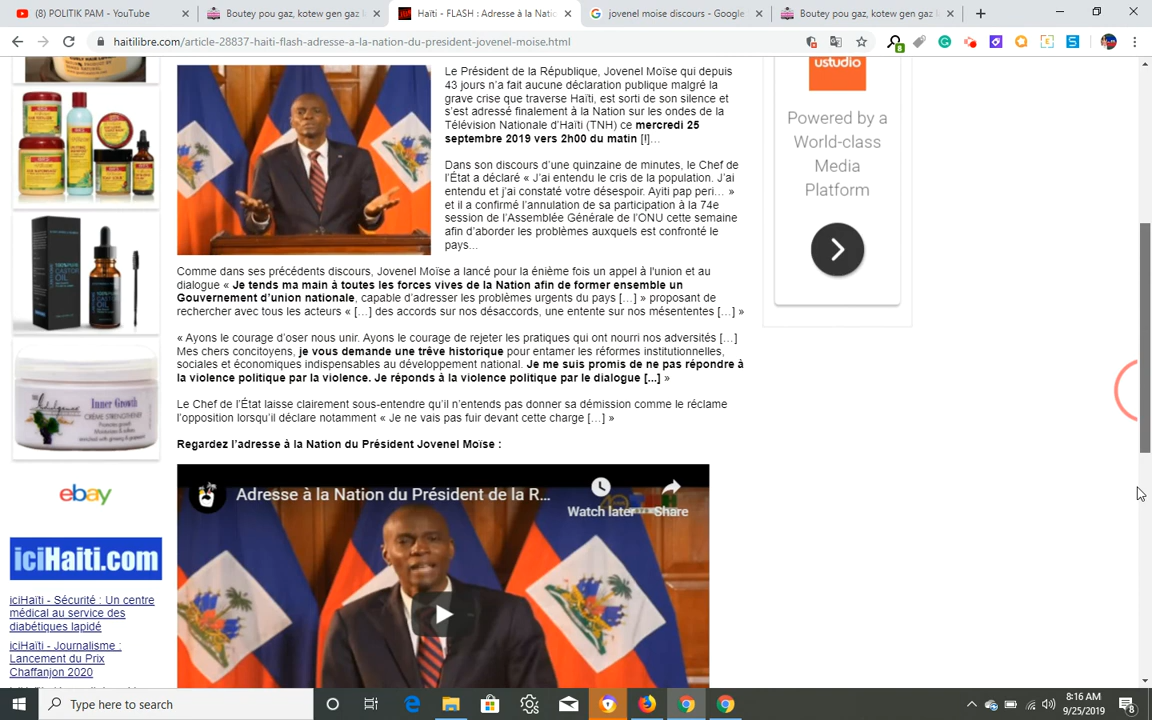 (8) POLITIK PAM - YouTube
Boutey pou gaz, kotew gen gaz l
Haïti - FLASH : Adresse à la Natio
jovenel moise discours - Google
Boutey pou gaz, kotew gen gaz l
haitilibre.com/article-28837-haiti-flash-adresse-a-la-nation-du-president-jovenel-moise.html
8
Le Président de la République, Jovenel Moïse qui depuis
43 jours n'a fait aucune déclaration publique malgré la
grave crise que traverse Haïti, est sorti de son silence et
s'est adressé finalement à la Nation sur les ondes de la
Télévision Nationale d'Haïti (TNH) ce mercredi 25
septembre 2019 vers 2h00 du matin [!]...
Dans son discours d'une quinzaine de minutes, le Chef de
l'État a déclaré « J'ai entendu le cris de la population. J'ai
entendu et j'ai constaté votre désespoir. Ayiti pap peri... »
et il a confirmé l'annulation de sa participation à la 74e
session de l'Assemblée Générale de l'ONU cette semaine
afin d'aborder les problèmes auxquels est confronté le
pays...
Comme dans ses précédents discours, Jovenel Moïse a lancé pour la énième fois un appel à l'union et au
dialogue « Je tends ma main à toutes les forces vives de la Nation afin de former ensemble un
Gouvernement d'union nationale, capable d'adresser les problèmes urgents du pays [...] » proposant de
rechercher avec tous les acteurs « [...] des accords sur nos désaccords, une entente sur nos mésententes [...] »
« Ayons le courage d'oser nous unir. Ayons le courage de rejeter les pratiques qui ont nourri nos adversités [...]
Mes chers concitoyens, je vous demande une trêve historique pour entamer les réformes institutionnelles,
sociales et économiques indispensables au développement national. Je me suis promis de ne pas répondre à
la violence politique par la violence. Je réponds à la violence politique par le dialogue [...] »
Le Chef de l'État laisse clairement sous-entendre qu'il n'entends pas donner sa démission comme le réclame
l'opposition lorsqu'il déclare notamment « Je ne vais pas fuir devant cette charge [...] »
Regardez l'adresse à la Nation du Président Jovenel Moïse :
Adresse à la Nation du Président de la R...
Watch later
Share
ustudio
Powered by a
World-class
Media
Platform
CASTOR
OIL
Inner Growth
CRÈME STRENGTHENER
ebay
iciHaiti.com
iciHaïti - Sécurité : Un centre
médical au service des
diabétiques lapidé
iciHaïti - Journalisme :
Lancement du Prix
Chaffanjon 2020
Type here to search
8:16 AM
9/25/2019
8